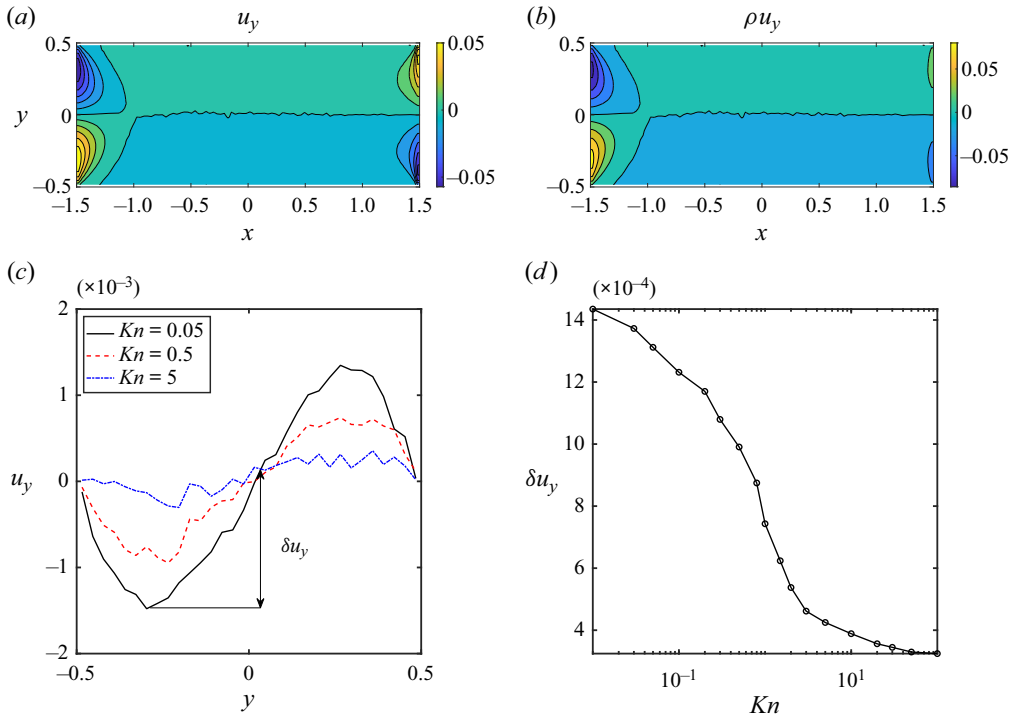 (a) u_y (b) ρu_y
0.5 0.05 0.5 0.05
y 0 0 0 0
−0.5 −0.05 −0.5 −0.05
−1.5 −1.0 −0.5 0 0.5 1.0 1.5 −1.5 −1.0 −0.5 0 0.5 1.0 1.5
x x
(c) (d)
(×10⁻³) (×10⁻⁴)
2 14
Kn = 0.05
Kn = 0.5
Kn = 5
12
1
10
u_y 0 δu_y
8
δu_y
−1 6
4
−2
−0.5 0 0.5 10⁻¹ 10¹
y Kn